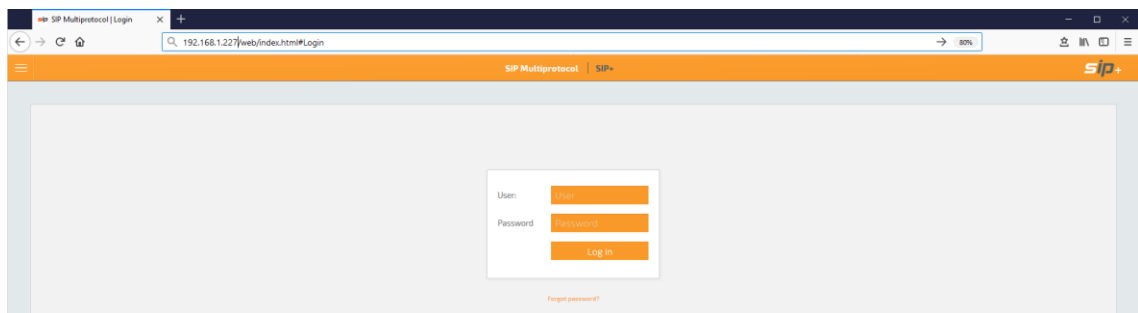 SIP Multiprotocol | Login
192.168.1.227/web/index.html#Login
80%
SIP Multiprotocol | SIP+
sip+
User: User
Password Password
Log in
Forgot password?